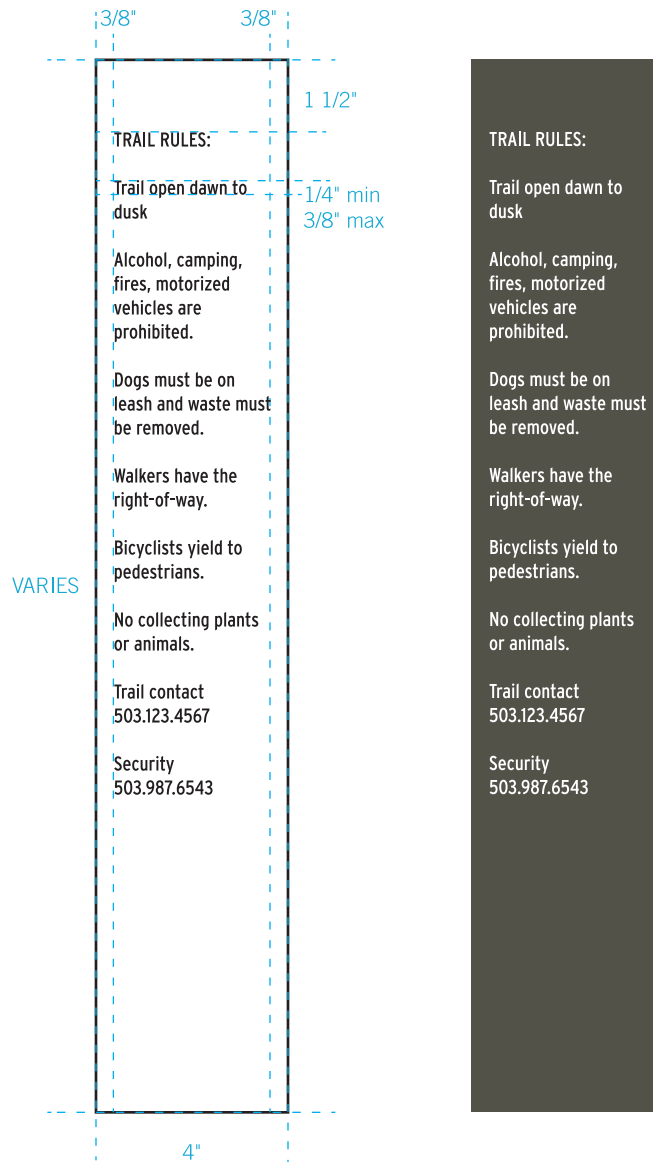 3/8" 3/8"
1 1/2"
TRAIL RULES:
Trail open dawn to
dusk
1/4" min
3/8" max
Alcohol, camping,
fires, motorized
vehicles are
prohibited.
Dogs must be on
leash and waste must
be removed.
Walkers have the
right-of-way.
Bicyclists yield to
pedestrians.
VARIES
No collecting plants
or animals.
Trail contact
503.123.4567
Security
503.987.6543
4"
TRAIL RULES:
Trail open dawn to
dusk
Alcohol, camping,
fires, motorized
vehicles are
prohibited.
Dogs must be on
leash and waste must
be removed.
Walkers have the
right-of-way.
Bicyclists yield to
pedestrians.
No collecting plants
or animals.
Trail contact
503.123.4567
Security
503.987.6543